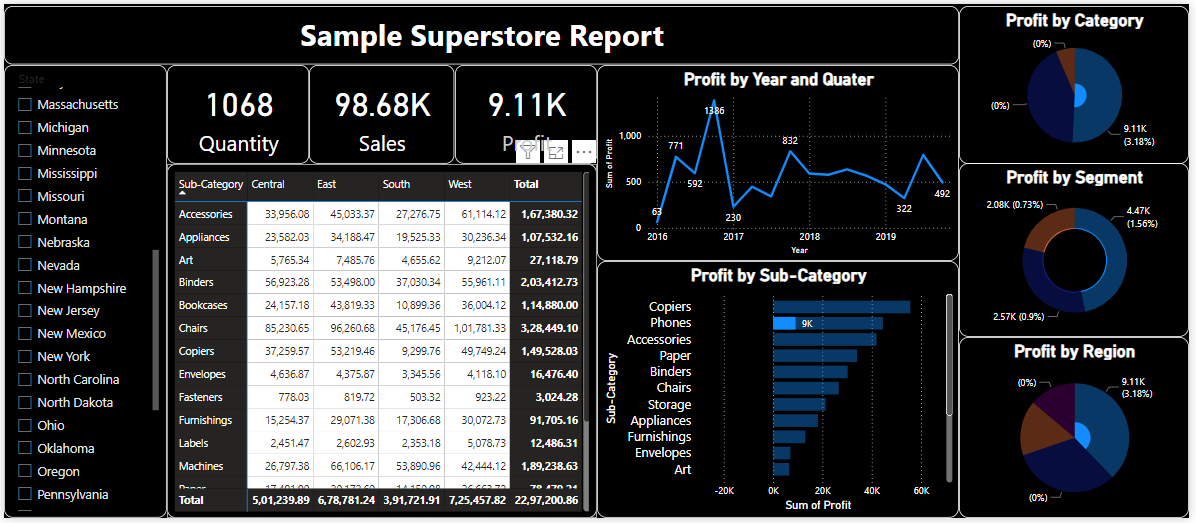 Sample Superstore Report
State
Massachusetts
Michigan
Minnesota
Mississippi
Missouri
Montana
Nebraska
Nevada
New Hampshire
New Jersey
New Mexico
New York
North Carolina
North Dakota
Ohio
Oklahoma
Oregon
Pennsylvania
1068
Quantity
98.68K
Sales
9.11K
Profit
Sub-Category Central East South West Total
Accessories 33,956.08 45,033.37 27,276.75 61,114.12 1,67,380.32
Appliances 23,582.03 34,188.47 19,525.33 30,236.34 1,07,532.16
Art 5,765.34 7,485.76 4,655.62 9,212.07 27,118.79
Binders 56,923.28 53,498.00 37,030.34 55,961.11 2,03,412.73
Bookcases 24,157.18 43,819.33 10,899.36 36,004.12 1,14,880.00
Chairs 85,230.65 96,260.68 45,176.45 1,01,781.33 3,28,449.10
Copiers 37,259.57 53,219.46 9,299.76 49,749.24 1,49,528.03
Envelopes 4,636.87 4,375.87 3,345.56 4,118.10 16,476.40
Fasteners 778.03 819.72 503.32 923.22 3,024.28
Furnishings 15,254.37 29,071.38 17,306.68 30,072.73 91,705.16
Labels 2,451.47 2,602.93 2,353.18 5,078.73 12,486.31
Machines 26,797.38 66,106.17 53,890.96 42,444.12 1,89,238.63
Total 5,01,239.89 6,78,781.24 3,91,721.91 7,25,457.82 22,97,200.86
Profit by Year and Quater
Sum of Profit
1,000
500
0
63
771
592
1386
230
832
322
492
2016 2017 2018 2019
Year
Profit by Sub-Category
Sub-Category
Copiers
Phones 9K
Accessories
Paper
Binders
Chairs
Storage
Appliances
Furnishings
Envelopes
Art
-20K 0K 20K 40K 60K
Sum of Profit
Profit by Category
(0%)
(0%)
9.11K
(3.18%)
Profit by Segment
2.08K (0.73%)
4.47K
(1.56%)
2.57K (0.9%)
Profit by Region
(0%)
9.11K
(3.18%)
(0%)
(0%)